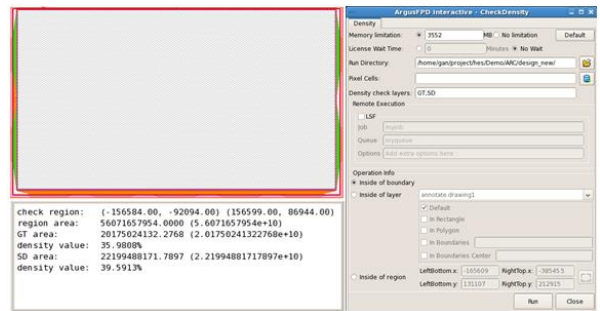 check region: (-156584.00, -92094.00) (156599.00, 86944.00)
region area: 56071657954.0000 (5.6071657954e+10)
GT area: 20175024132.2768 (2.01750241322768e+10)
density value: 35.9808%
SD area: 22199488171.7897 (2.21994881717897e+10)
density value: 39.5913%
ArgusFPD Interactive - CheckDensity
Density
Memory limitation: 3552 MB No limitation Default
License Wait Time: 0 Minutes No Wait
Run Directory: /home/gan/project/hes/Demo/ARC/design_new/
Pixel Cells:
Density check layers: GT,SD
Remote Execution
LSF
Job myjob
Queue myqueue
Options Add extra options here
Operation Info
Inside of boundary
Inside of layer annotate drawing1
Default
In Rectangle
In Polygon
In Boundaries
In Boundaries Center
Inside of region LeftBottom.x: -165609 RightTop.x: -38545.5
LeftBottom.y: 131107 RightTop.y: 212915
Run Close